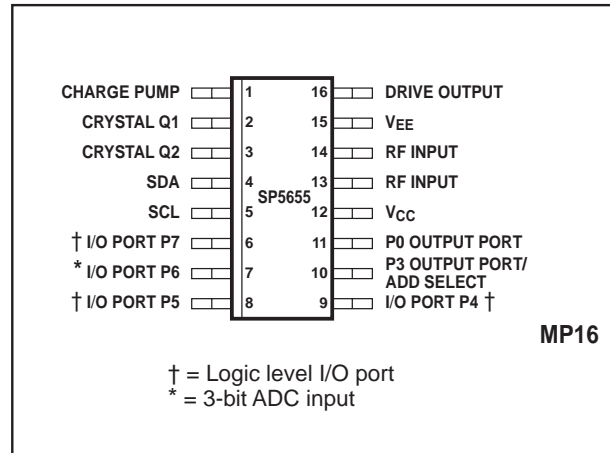 CHARGE PUMP 1 16 DRIVE OUTPUT
CRYSTAL Q1 2 15 VEE
CRYSTAL Q2 3 14 RF INPUT
SDA 4 13 RF INPUT
SP5655
SCL 5 12 VCC
† I/O PORT P7 6 11 P0 OUTPUT PORT
* I/O PORT P6 7 10 P3 OUTPUT PORT/
ADD SELECT
† I/O PORT P5 8 9 I/O PORT P4 †
MP16
† = Logic level I/O port
* = 3-bit ADC input